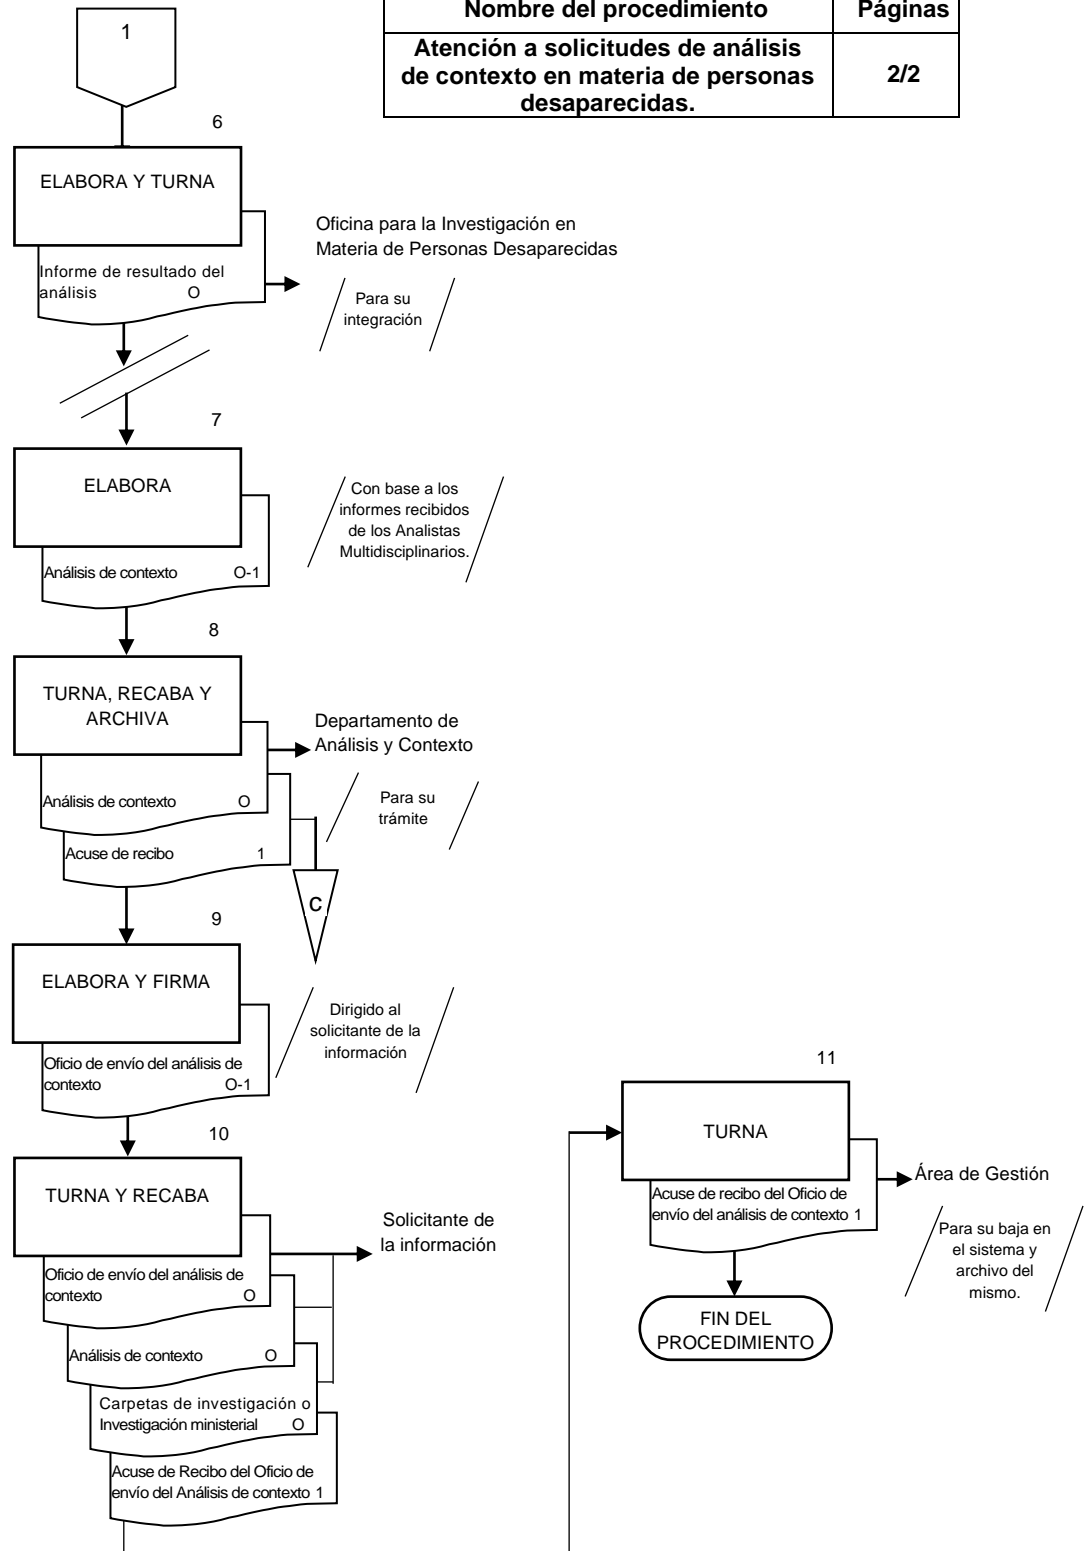 Nombre del procedimiento Páginas
Atención a solicitudes de análisis
de contexto en materia de personas
desaparecidas.
2/2
1
6
ELABORA Y TURNA
Informe de resultado del
análisis O
Oficina para la Investigación en
Materia de Personas Desaparecidas
Para su
integración
7
ELABORA
Análisis de contexto O-1
Con base a los
informes recibidos
de los Analistas
Multidisciplinarios.
8
TURNA, RECABA Y
ARCHIVA
Análisis de contexto O
Acuse de recibo 1
Departamento de
Análisis y Contexto
Para su
trámite
C
9
ELABORA Y FIRMA
Oficio de envío del análisis de
contexto O-1
Dirigido al
solicitante de la
información
10
TURNA Y RECABA
Oficio de envío del análisis de
contexto O
Análisis de contexto O
Carpetas de investigación o
Investigación ministerial O
Acuse de Recibo del Oficio de
envío del Análisis de contexto 1
Solicitante de
la información
11
TURNA
Acuse de recibo del Oficio de
envío del análisis de contexto 1
Área de Gestión
Para su baja en
el sistema y
archivo del
mismo.
FIN DEL
PROCEDIMIENTO